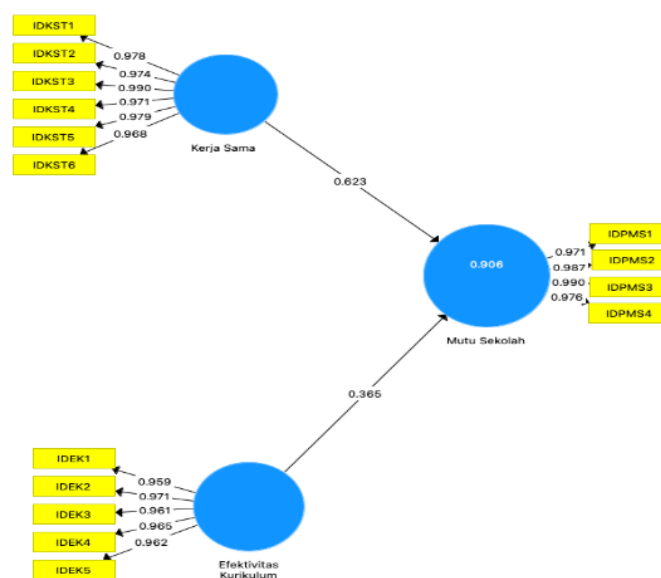 IDKST1
IDKST2
IDKST3
IDKST4
IDKST5
IDKST6
0.978
0.974
0.990
0.971
0.979
0.968
Kerja Sama
0.623
0.906
Mutu Sekolah
0.971
0.987
0.990
0.976
IDPMS1
IDPMS2
IDPMS3
IDPMS4
0.365
IDEK1
IDEK2
IDEK3
IDEK4
IDEK5
0.959
0.971
0.961
0.965
0.962
Efektivitas
Kurikulum